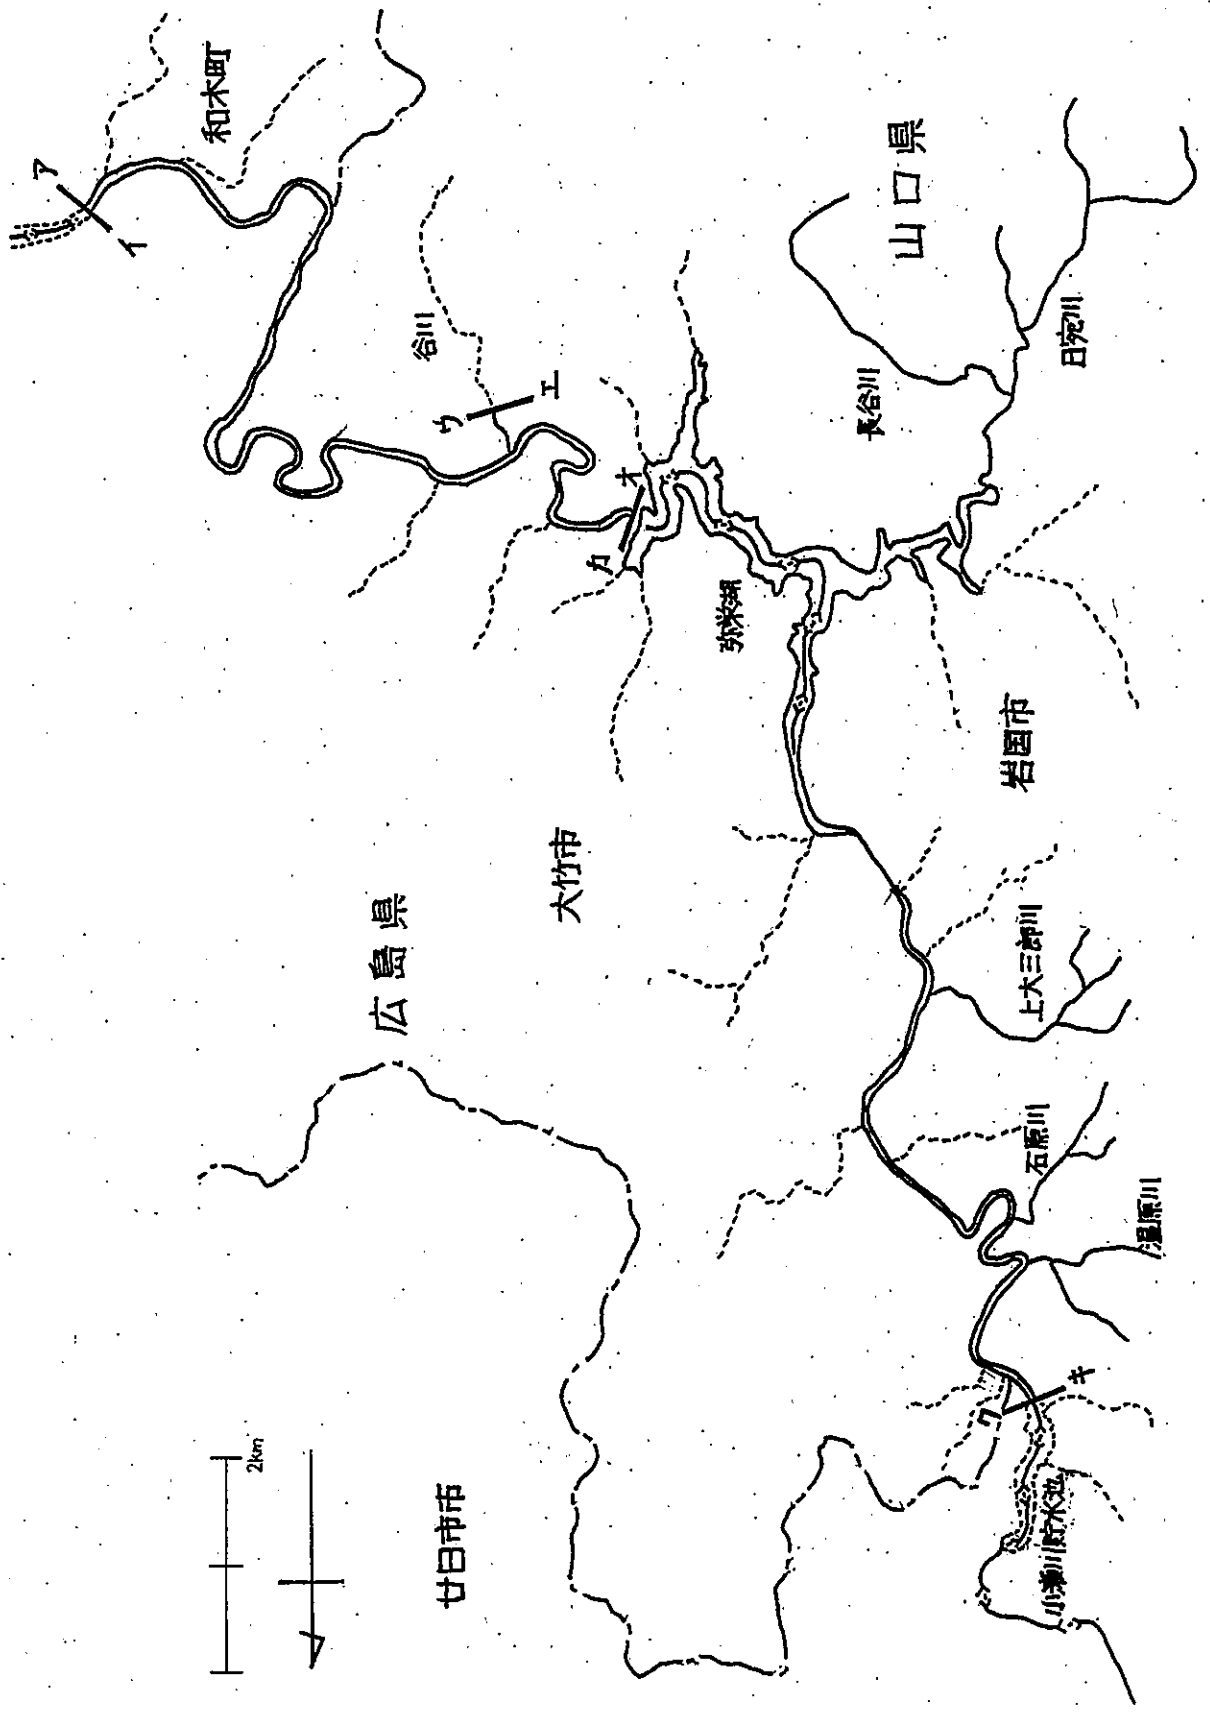 和木町
ア
イ
山口県
谷川
ウ
エ
日宛川
長谷川
オ
カ
弥栄湖
岩国市
大竹市
広島県
上大三郎川
石原川
温原川
キ
ク
2km
廿日市市
小瀬川貯水池